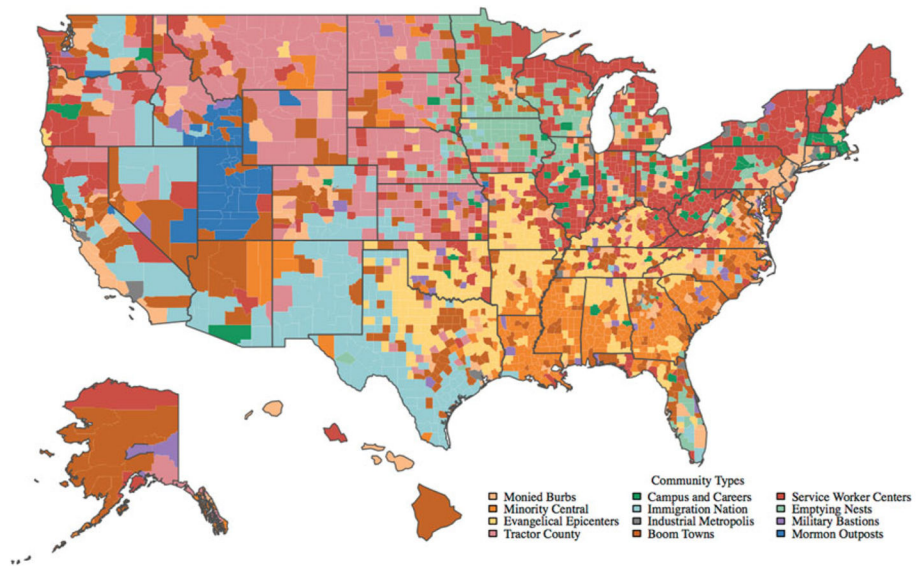 Community Types
Monied Burbs
Minority Central
Evangelical Epicenters
Tractor County
Campus and Careers
Immigration Nation
Industrial Metropolis
Boom Towns
Service Worker Centers
Emptying Nests
Military Bastions
Mormon Outposts